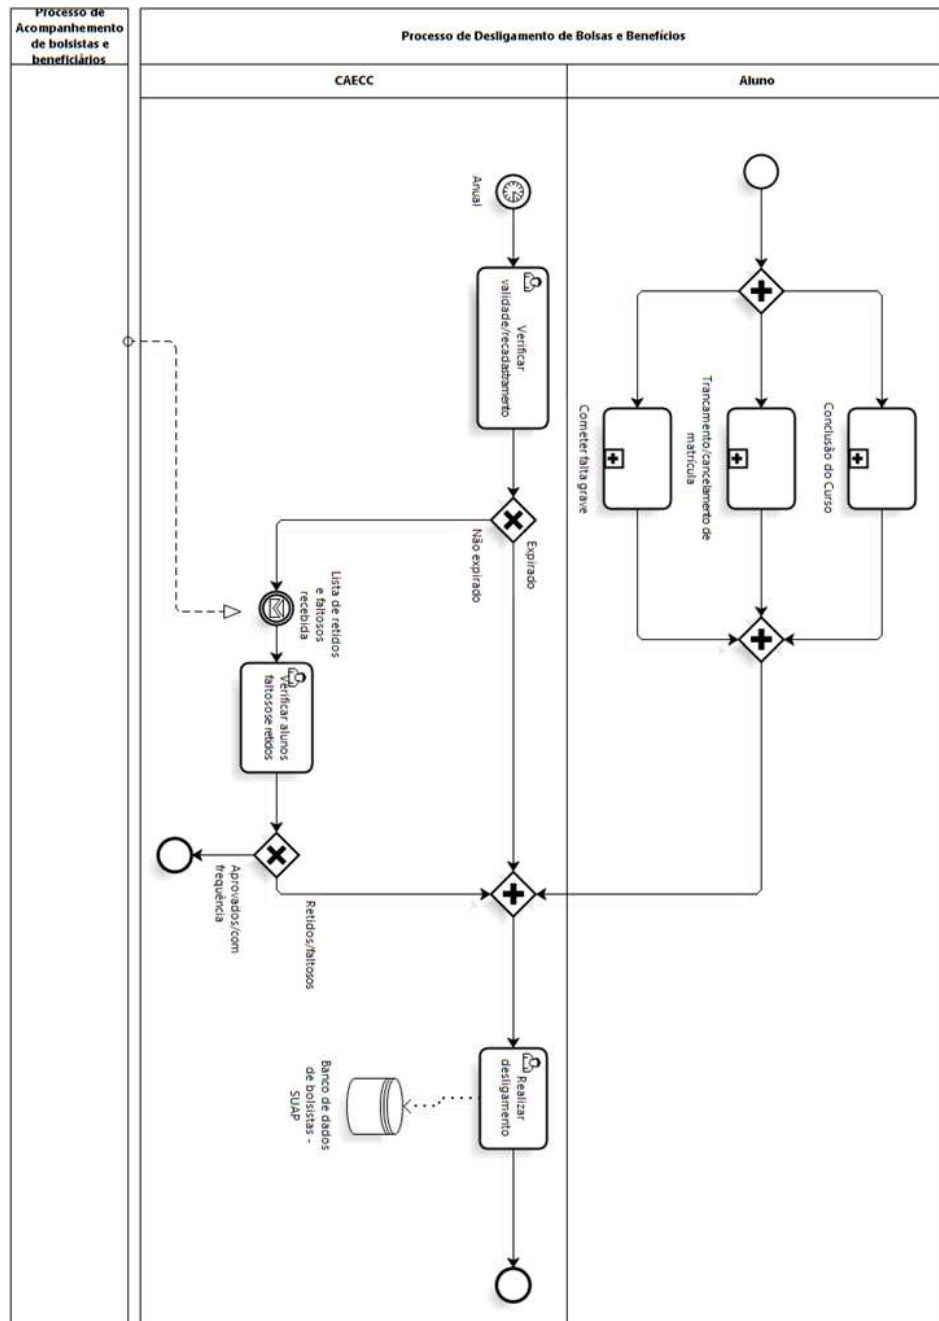 Processo de
Acompanhemento
de bolsistas e
beneficiários
Processo de Desligamento de Bolsas e Benefícios
CAECC
Aluno
Anual
Verificar
validade/recadastramento
Conclusão do Curso
Trancamento/cancelamento de
matrícula
Cometer falta grave
Expirado
Não expirado
Lista de retidos
e faltosos
recebida
Verificar alunos
faltosose retidos
Aprovados/com
frequência
Retidos/faltosos
Realizar
desligamento
Banco de dados
de bolsistas -
SUAP